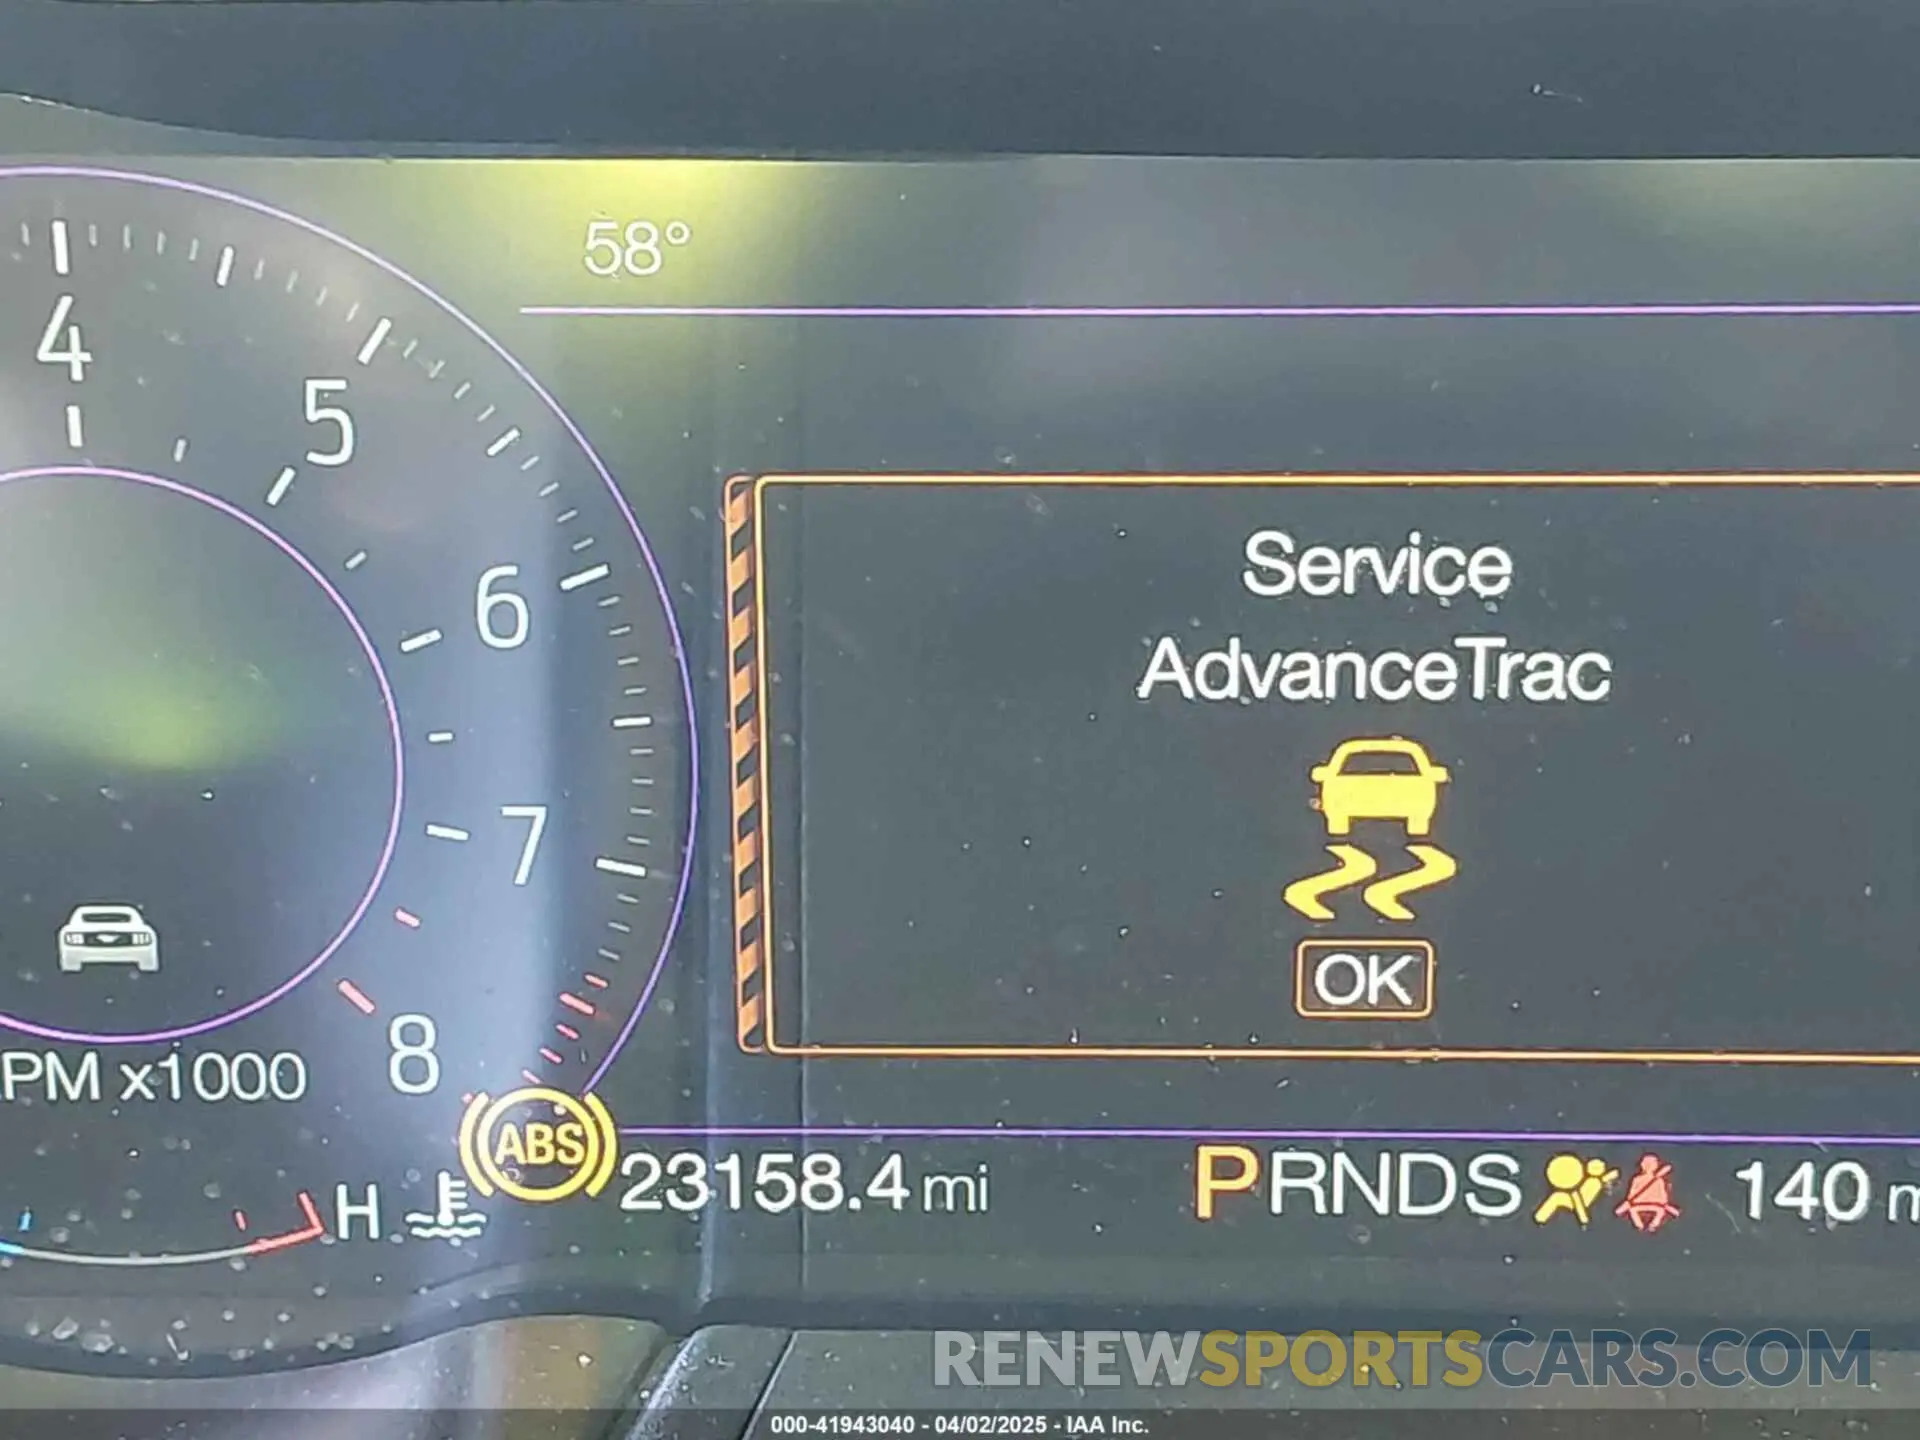 58°
4
5
6
7
8
PM x1000
Service
AdvanceTrac
OK
ABS
H
23158.4 mi
PRNDS
140
RENEWSPORTSCARS.COM
000-41943040 - 04/02/2025 - IAA Inc.